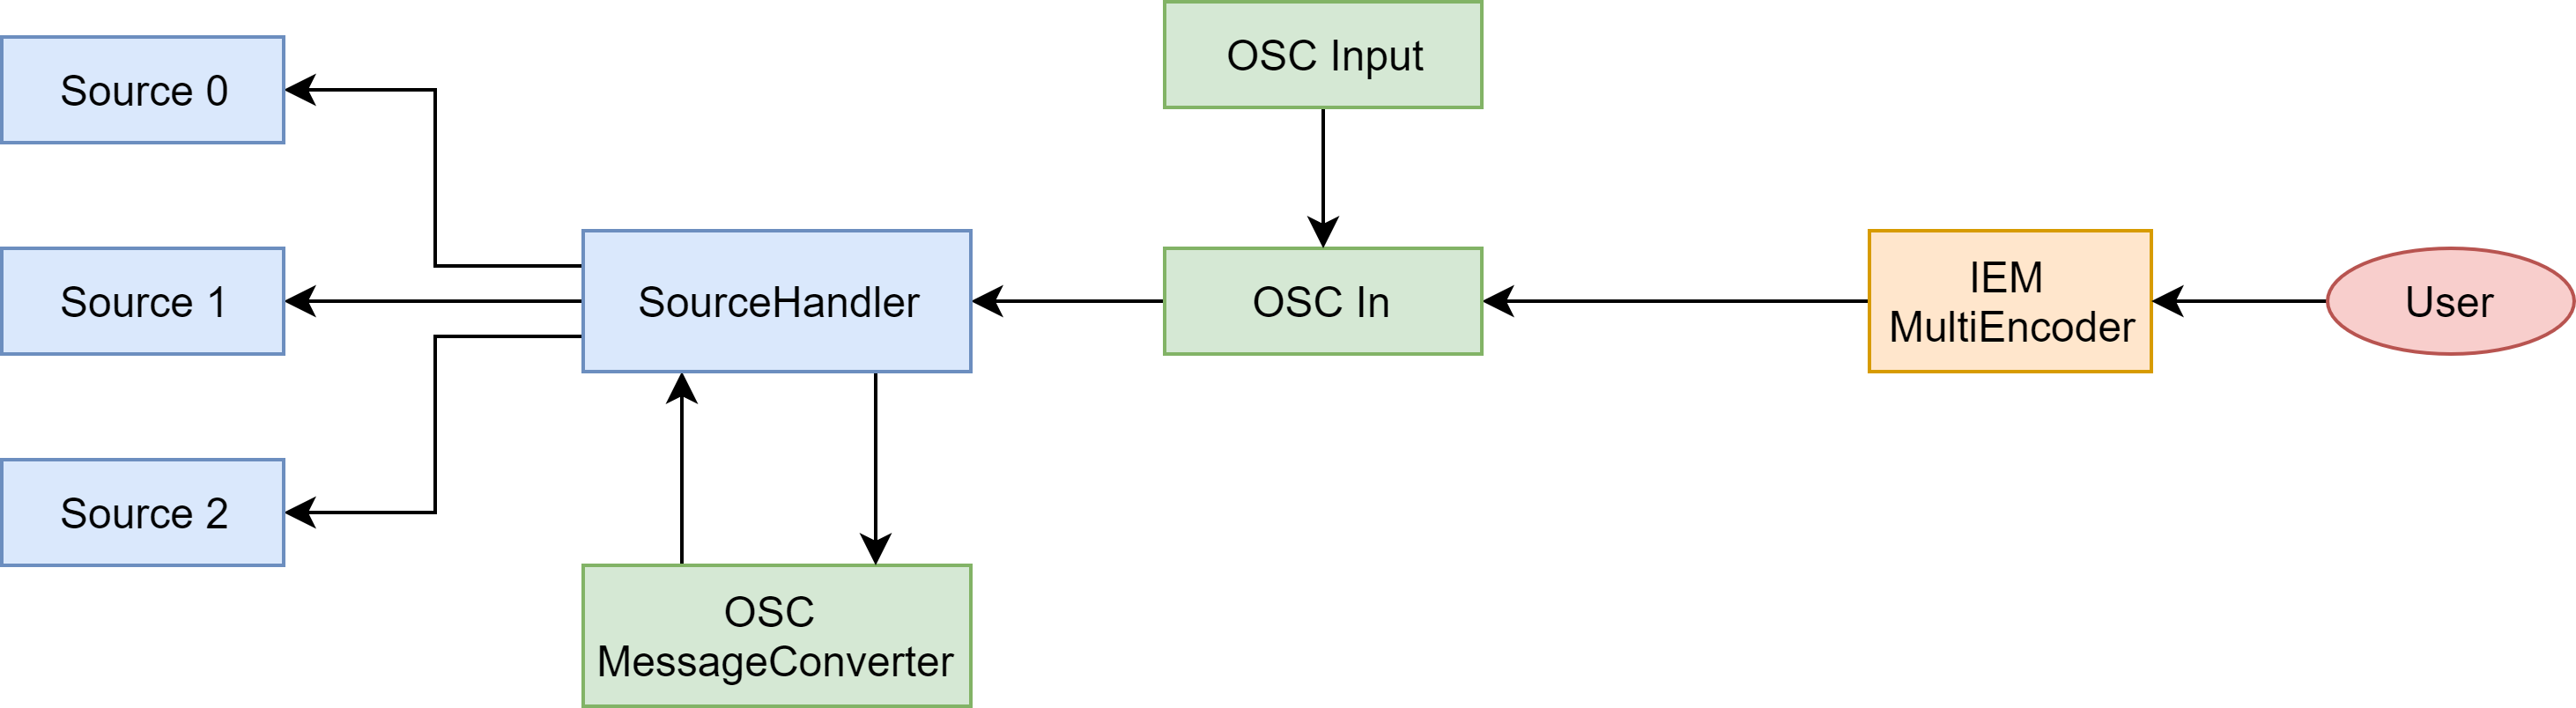 OSC Input
Source 0
Source 1
SourceHandler
OSC In
IEM
MultiEncoder
User
Source 2
OSC
MessageConverter